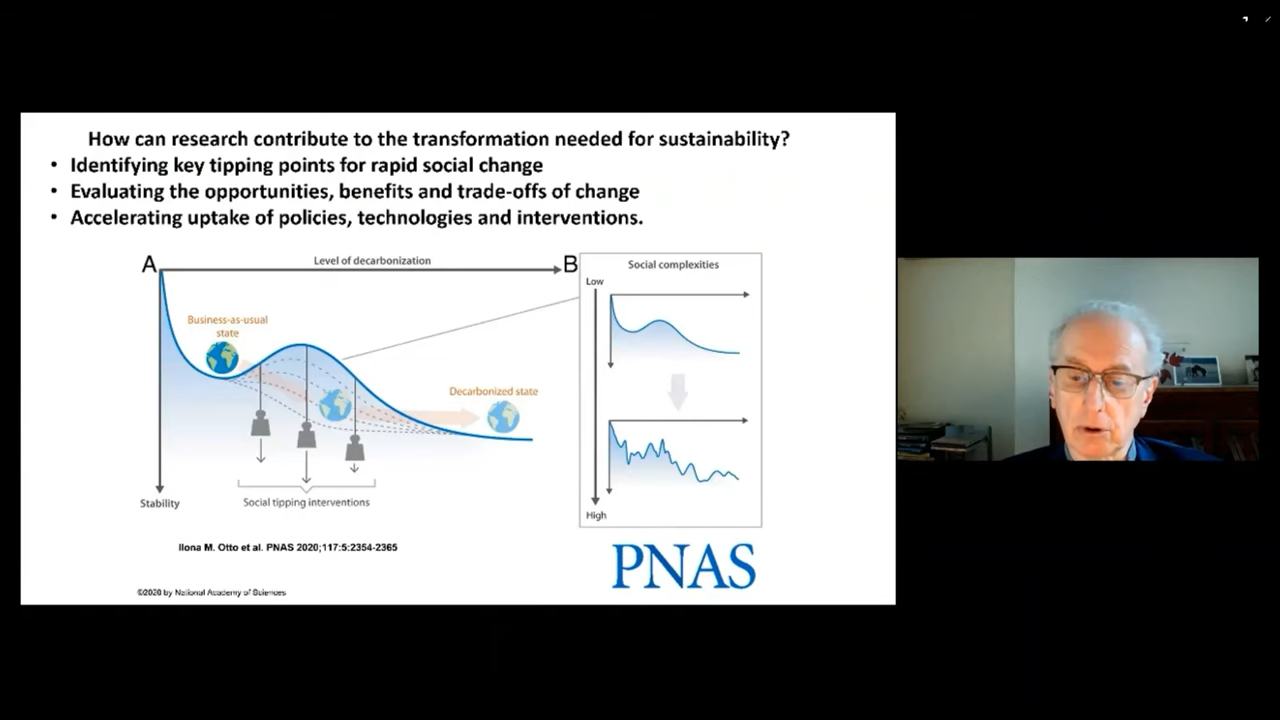 How can research contribute to the transformation needed for sustainability?
• Identifying key tipping points for rapid social change
• Evaluating the opportunities, benefits and trade-offs of change
• Accelerating uptake of policies, technologies and interventions.
A
Level of decarbonization
B
Social complexities
Low
Business-as-usual
state
Decarbonized state
Stability
Social tipping interventions
High
Ilona M. Otto et al. PNAS 2020;117:5:2354-2365
PNAS
©2020 by National Academy of Sciences